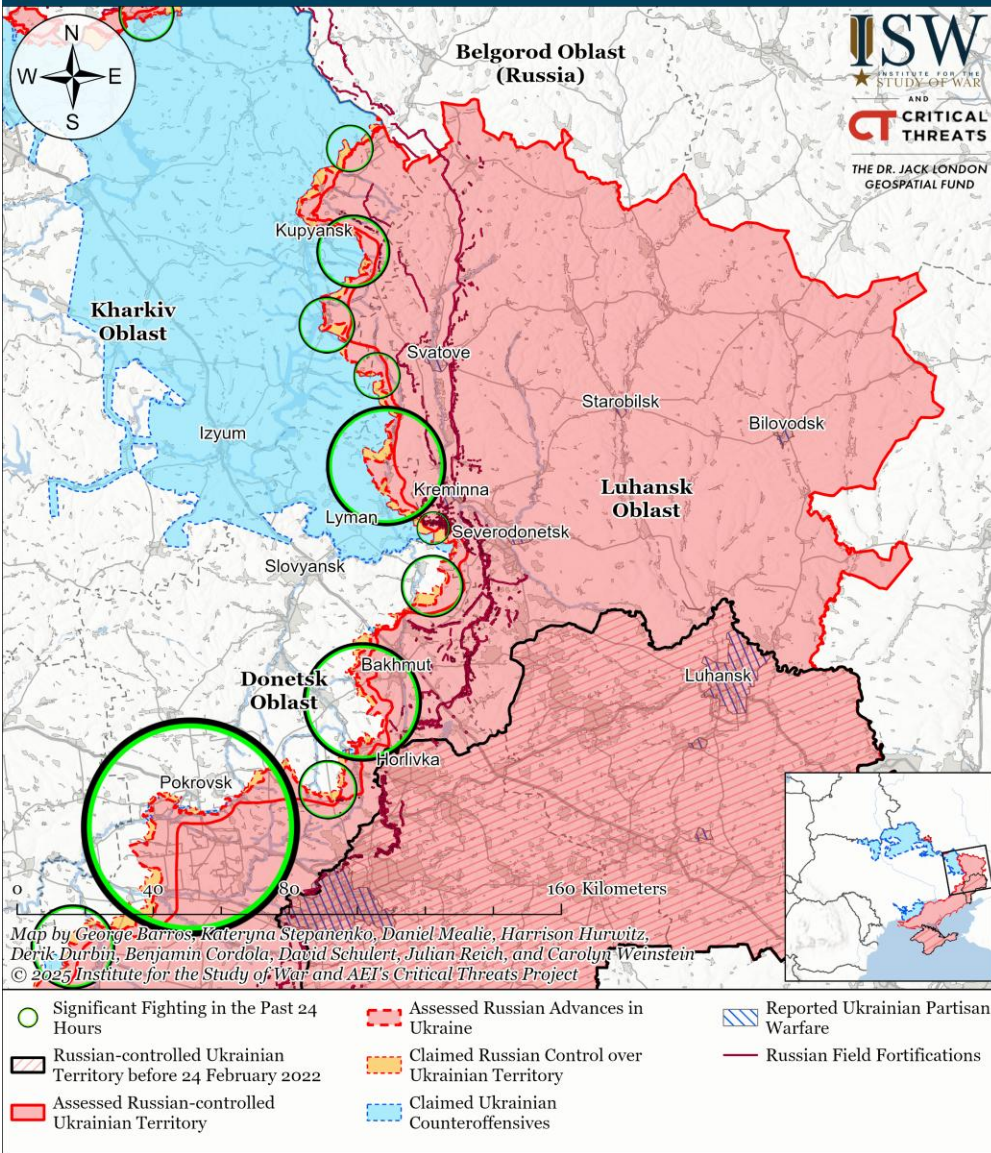 N
W E
S
Belgorod Oblast
(Russia)
ISW
INSTITUTE FOR THE
STUDY OF WAR
AND
CT CRITICAL
THREATS
THE DR. JACK LONDON
GEOSPATIAL FUND
Kupyansk
Kharkiv
Oblast
Svatove
Starobilsk
Bilovodsk
Izyum
Kreminna
Luhansk
Oblast
Lyman
Severodonetsk
Slovyansk
Bakhmut
Luhansk
Donetsk
Oblast
Horlivka
Pokrovsk
0 40 80 160 Kilometers
Map by George Barros, Kateryna Stepanenko, Daniel Mealie, Harrison Hurwitz,
Derik Durbin, Benjamin Cordola, David Schulert, Julian Reich, and Carolyn Weinstein
© 2025 Institute for the Study of War and AEI's Critical Threats Project
Significant Fighting in the Past 24
Hours
Russian-controlled Ukrainian
Territory before 24 February 2022
Assessed Russian-controlled
Ukrainian Territory
Assessed Russian Advances in
Ukraine
Claimed Russian Control over
Ukrainian Territory
Claimed Ukrainian
Counteroffensives
Reported Ukrainian Partisan
Warfare
Russian Field Fortifications